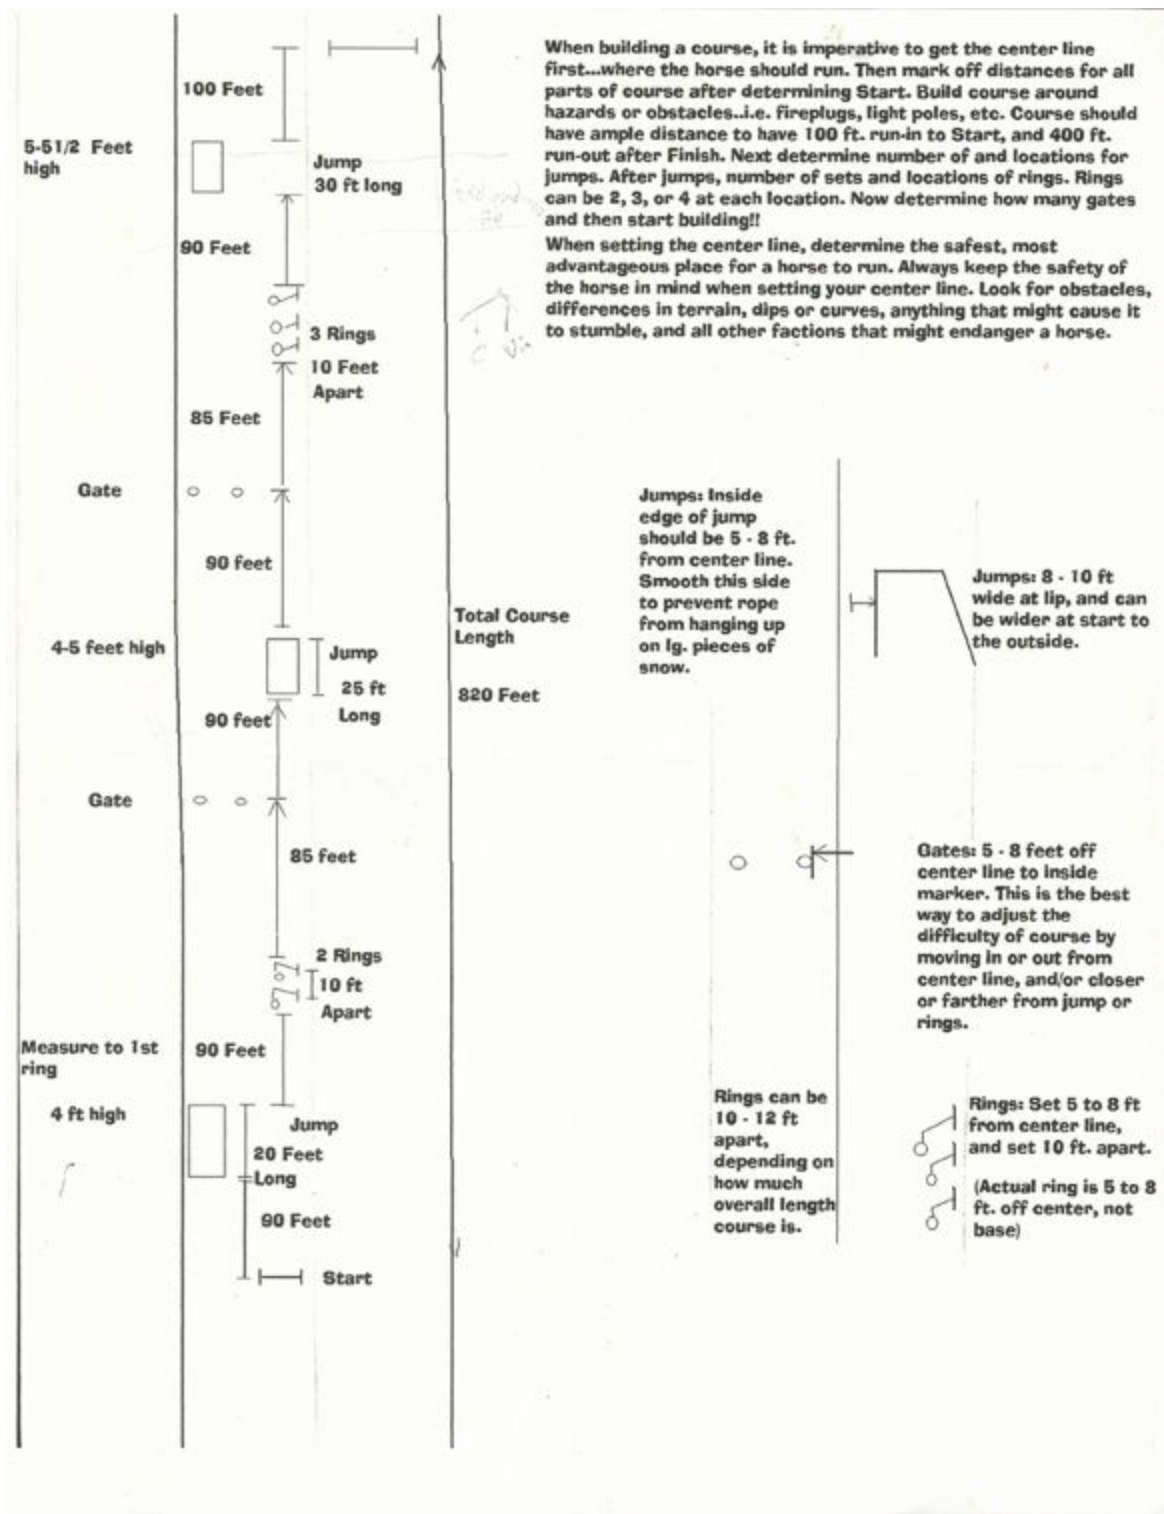 When building a course, it is imperative to get the center line
first...where the horse should run. Then mark off distances for all
parts of course after determining Start. Build course around
hazards or obstacles..i.e. fireplugs, light poles, etc. Course should
have ample distance to have 100 ft. run-in to Start, and 400 ft.
run-out after Finish. Next determine number of and locations for
jumps. After jumps, number of sets and locations of rings. Rings
can be 2, 3, or 4 at each location. Now determine how many gates
and then start building!!
When setting the center line, determine the safest, most
advantageous place for a horse to run. Always keep the safety of
the horse in mind when setting your center line. Look for obstacles,
differences in terrain, dips or curves, anything that might cause it
to stumble, and all other factions that might endanger a horse.
100 Feet
5-51/2 Feet
high
Jump
30 ft long
90 Feet
3 Rings
10 Feet
Apart
85 Feet
Gate
90 feet
4-5 feet high
Jump
25 ft
Long
90 feet
Gate
85 feet
2 Rings
10 ft
Apart
Measure to 1st
ring
90 Feet
4 ft high
Jump
20 Feet
Long
90 Feet
Start
Total Course
Length
820 Feet
Jumps: Inside
edge of jump
should be 5 - 8 ft.
from center line.
Smooth this side
to prevent rope
from hanging up
on lg. pieces of
snow.
Jumps: 8 - 10 ft
wide at lip, and can
be wider at start to
the outside.
Gates: 5 - 8 feet off
center line to inside
marker. This is the best
way to adjust the
difficulty of course by
moving in or out from
center line, and/or closer
or farther from jump or
rings.
Rings can be
10 - 12 ft
apart,
depending on
how much
overall length
course is.
Rings: Set 5 to 8 ft
from center line,
and set 10 ft. apart.
(Actual ring is 5 to 8
ft. off center, not
base)